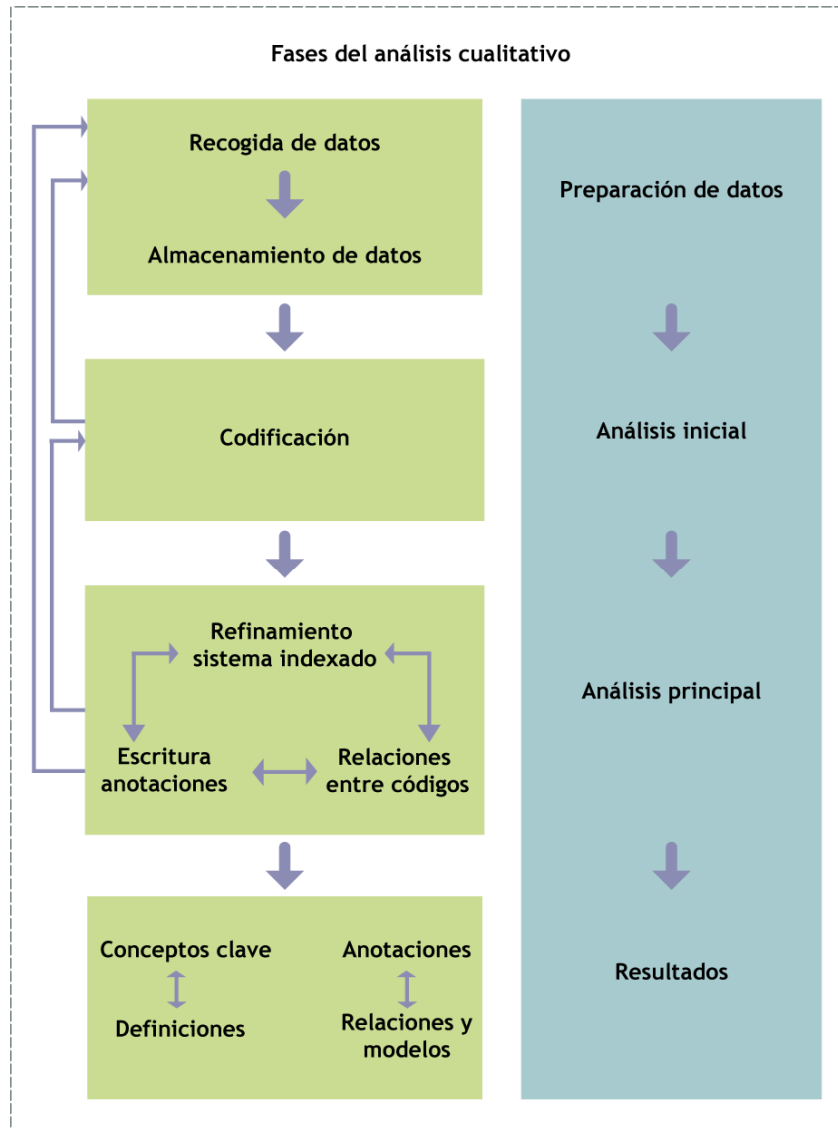 Fases del análisis cualitativo
Recogida de datos
Almacenamiento de datos
Preparación de datos
Codificación
Análisis inicial
Refinamiento
sistema indexado
Escritura
anotaciones
Relaciones
entre códigos
Análisis principal
Conceptos clave
Definiciones
Anotaciones
Relaciones y
modelos
Resultados